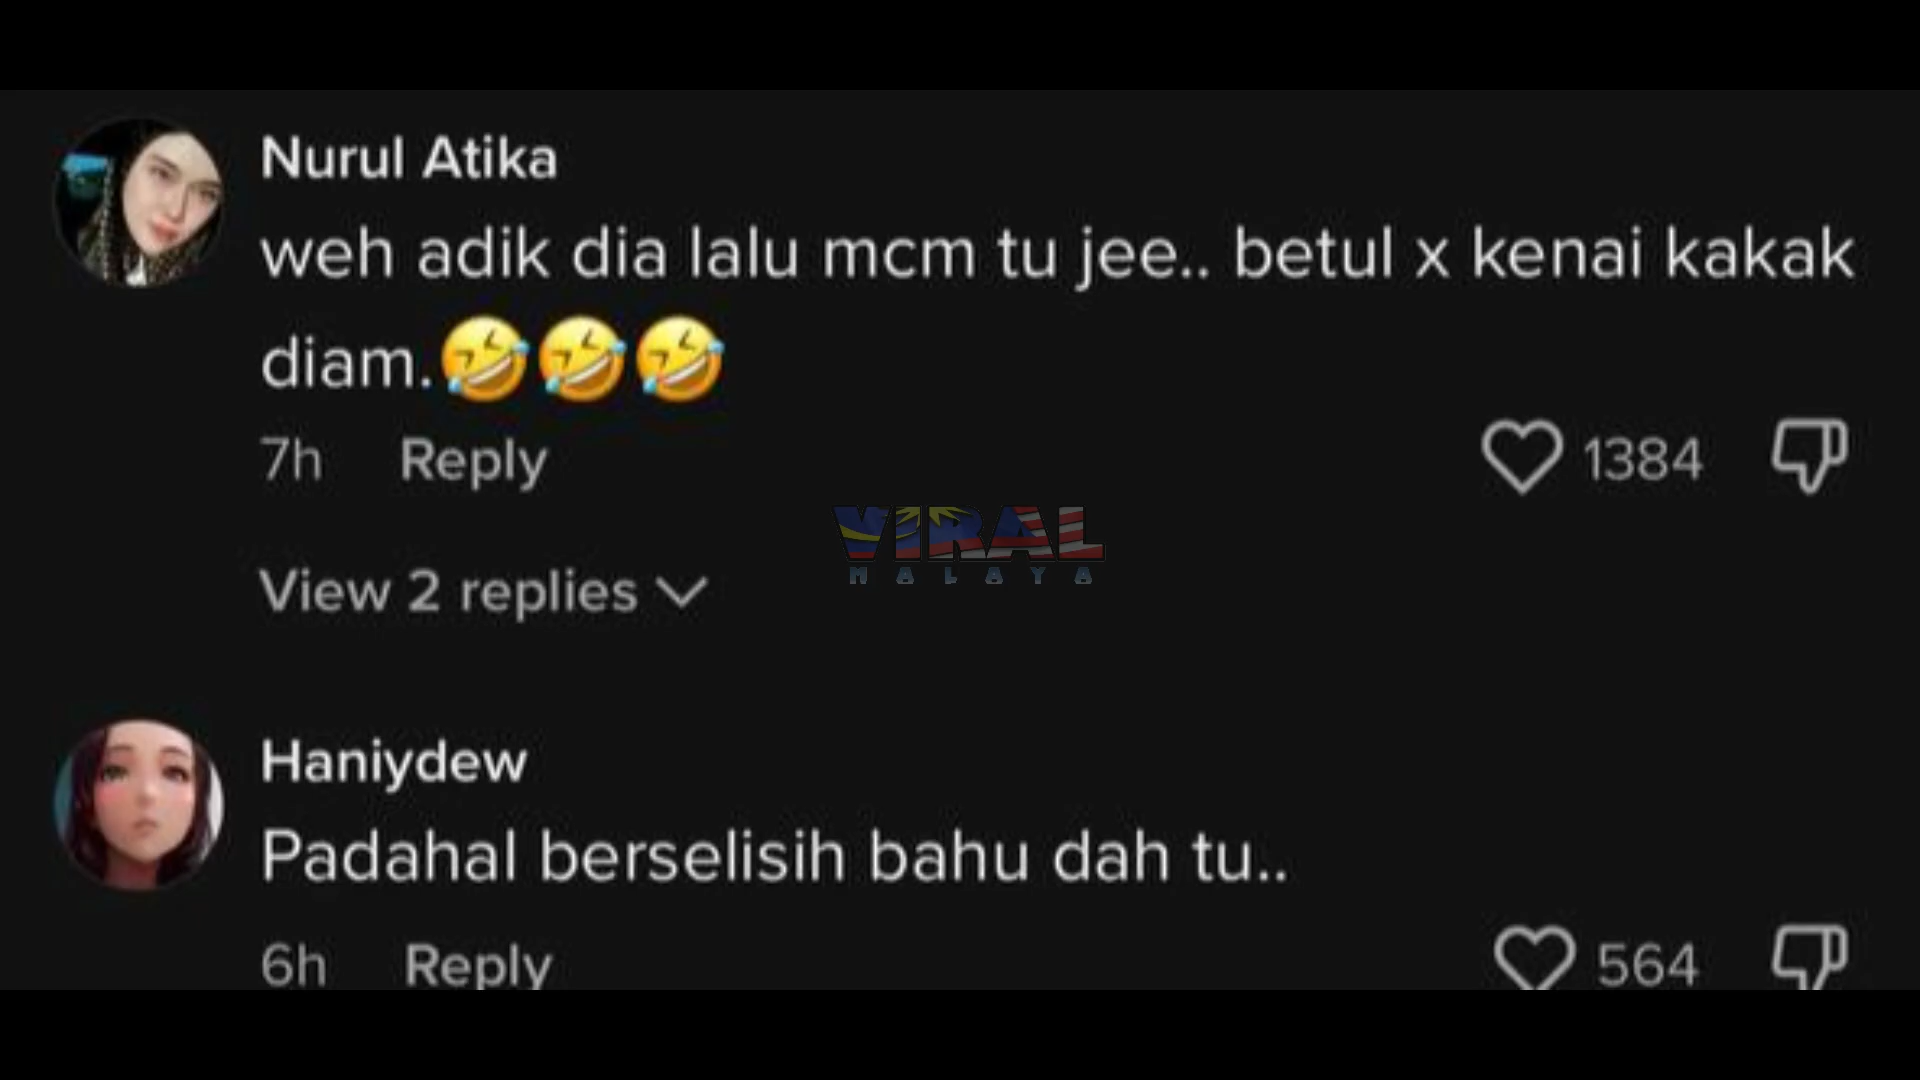 Nurul Atika
weh adik dia lalu mcm tu jee.. betul x kenai kakak
diam.🤣🤣🤣
7h Reply 1384
VIRAL
MALAYA
View 2 replies
Haniydew
Padahal berselisih bahu dah tu..
6h Reply 564